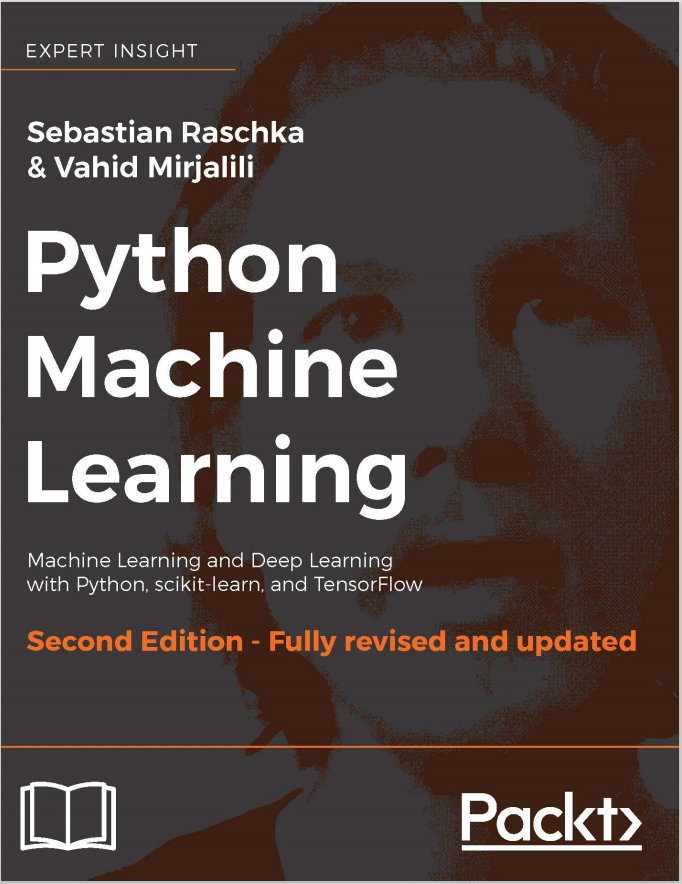 EXPERT INSIGHT
Sebastian Raschka
& Vahid Mirjalili
Python
Machine
Learning
Machine Learning and Deep Learning
with Python, scikit-learn, and TensorFlow
Second Edition - Fully revised and updated
Packt>